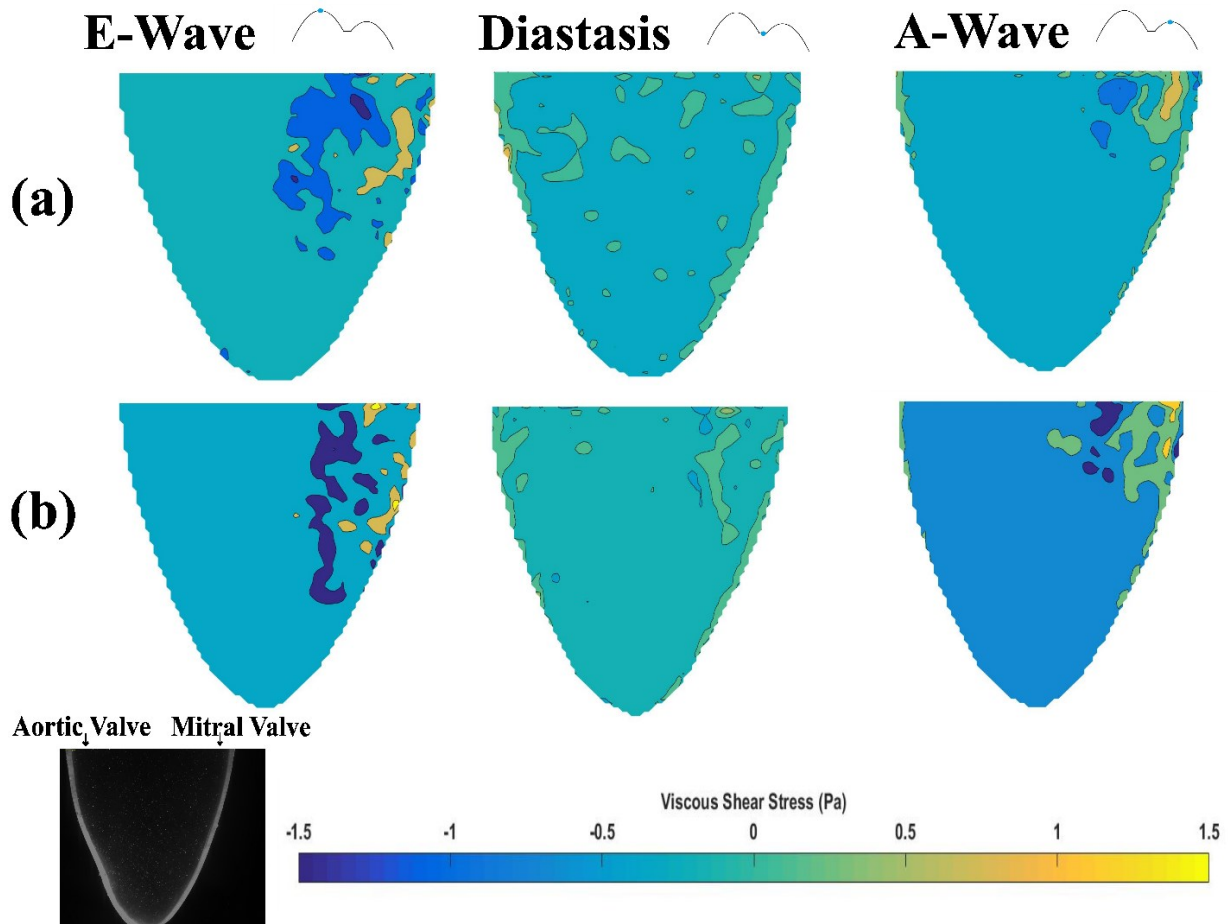 E-Wave Diastasis A-Wave
(a)
(b)
Aortic Valve Mitral Valve
Viscous Shear Stress (Pa)
-1.5 -1 -0.5 0 0.5 1 1.5